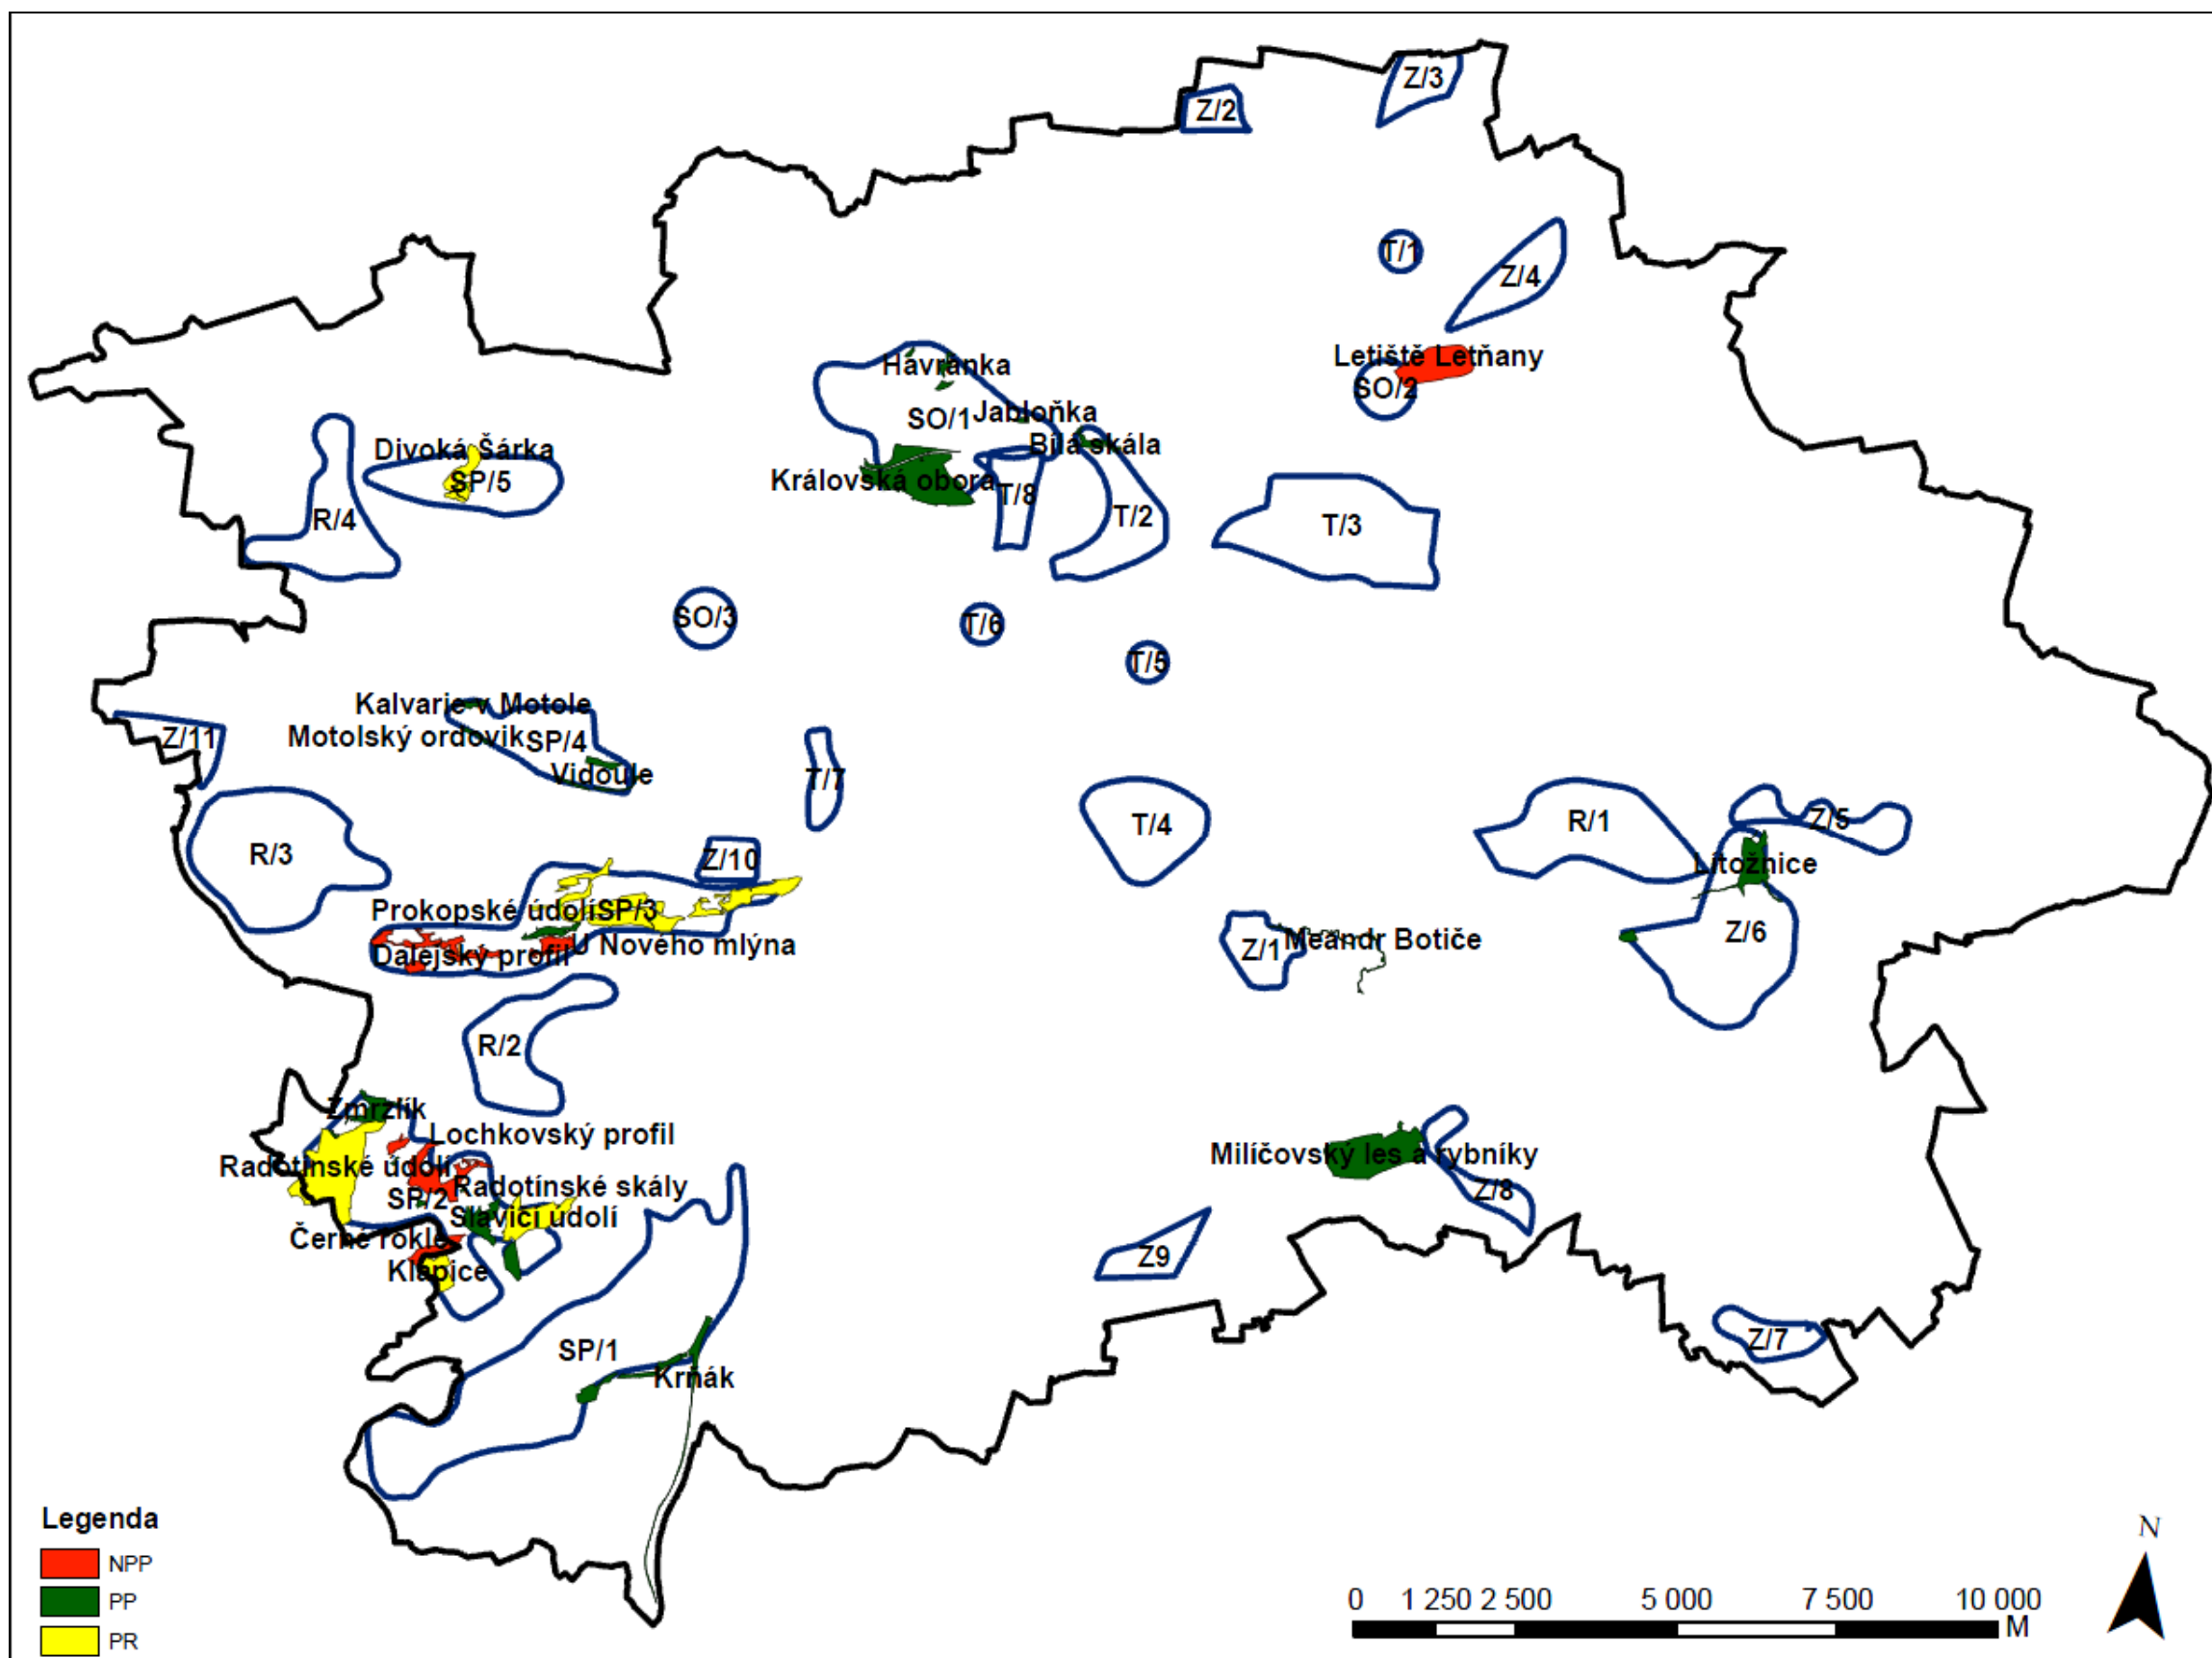 Z/3
Z/2
T/1
Z/4
Letiště Letňany
SO/2
Havránka
SO/1
Jabloňka
Bílá skála
Královská obora
T/8
T/2
T/3
Divoká Šárka
SP/5
R/4
SO/3
T/6
T/5
Kalvarie v Motole
Motolský ordovik
SP/4
Vidoule
Z/11
T/7
T/4
R/1
Z/5
Litožnice
Z/6
R/3
Z/10
Prokopské údolí
SP/3
U Nového mlýna
Dalejský profil
Z/1
Meandr Botiče
R/2
Zmrzlík
Lochkovský profil
Radotínské údolí
SP/2
Radotínské skály
Slavičí údolí
Černé rokle
Klapice
Milíčovský les a rybníky
Z/8
Z9
Z/7
SP/1
Krňák
Legenda
NPP
PP
PR
0 1 250 2 500 5 000 7 500 10 000
M
N